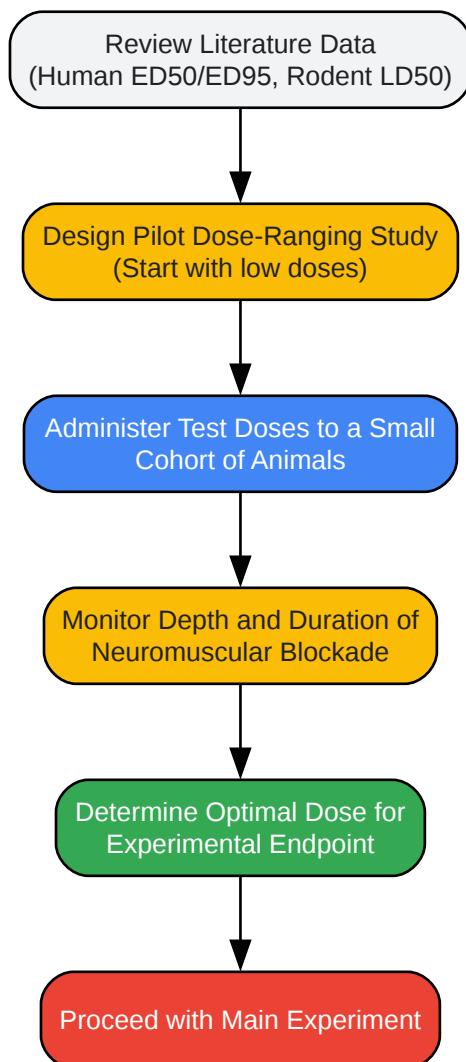 Review Literature Data
(Human ED50/ED95, Rodent LD50)
Design Pilot Dose-Ranging Study
(Start with low doses)
Administer Test Doses to a Small
Cohort of Animals
Monitor Depth and Duration of
Neuromuscular Blockade
Determine Optimal Dose for
Experimental Endpoint
Proceed with Main Experiment